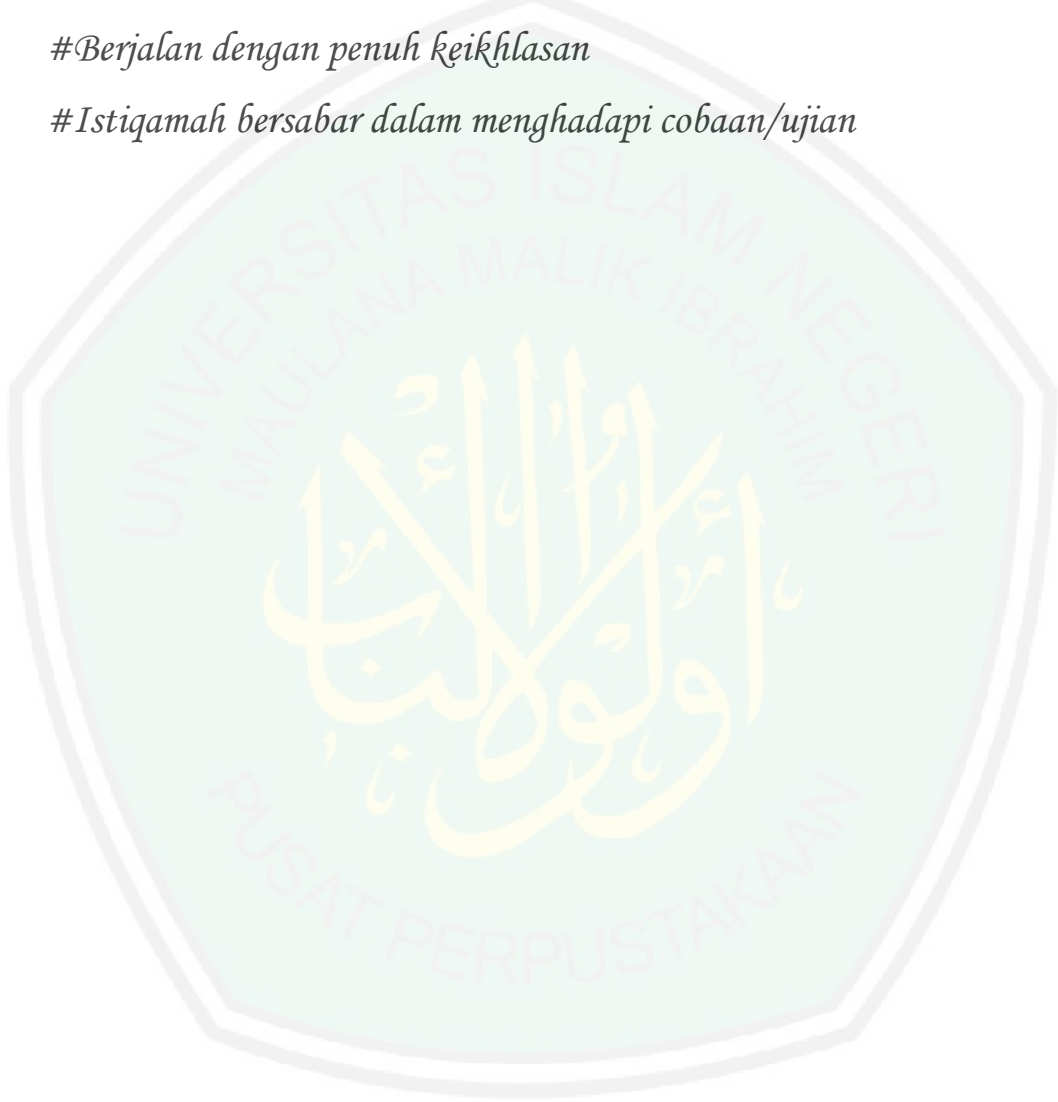 #Berjalan dengan penuh keikhlasan
#Istiqamah bersabar dalam menghadapi cobaan/ujian
UNIVERSITAS ISLAM NEGERI
MAULANA MALIK IBRAHIM
PUSAT PERPUSTAKAAN